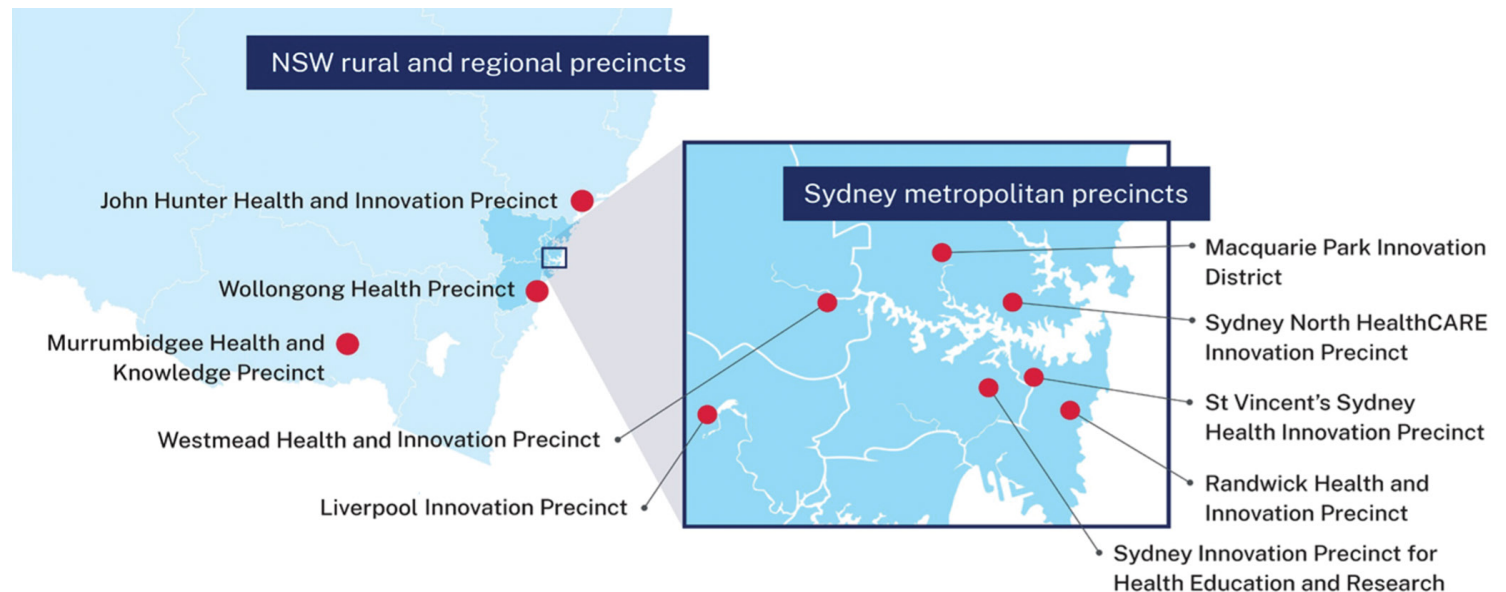 NSW rural and regional precincts
John Hunter Health and Innovation Precinct
Wollongong Health Precinct
Murrumbidgee Health and
Knowledge Precinct
Westmead Health and Innovation Precinct
Liverpool Innovation Precinct
Sydney metropolitan precincts
Macquarie Park Innovation
District
Sydney North HealthCARE
Innovation Precinct
St Vincent’s Sydney
Health Innovation Precinct
Randwick Health and
Innovation Precinct
Sydney Innovation Precinct for
Health Education and Research